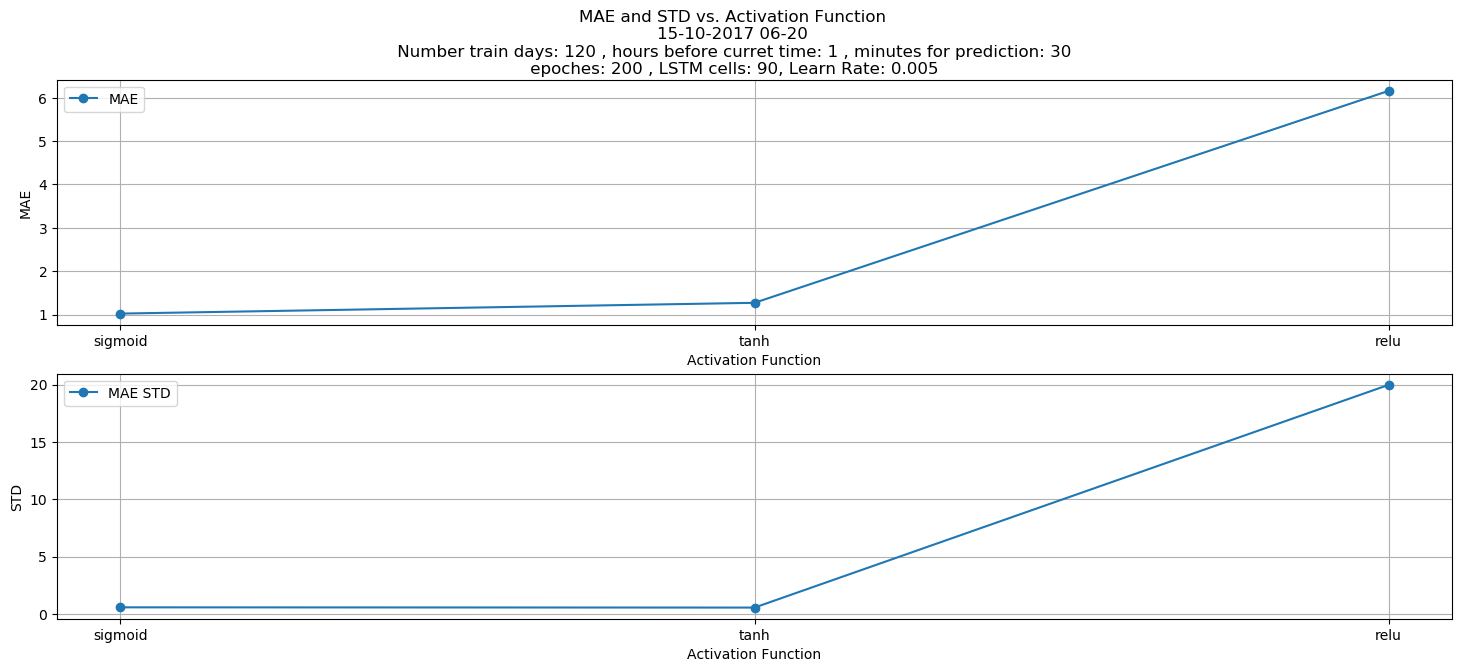 MAE and STD vs. Activation Function
15-10-2017 06-20
Number train days: 120 , hours before curret time: 1 , minutes for prediction: 30
epoches: 200 , LSTM cells: 90, Learn Rate: 0.005
MAE
6
5
4
3
2
1
MAE
sigmoid tanh relu
Activation Function
MAE STD
20
15
10
5
0
STD
sigmoid tanh relu
Activation Function